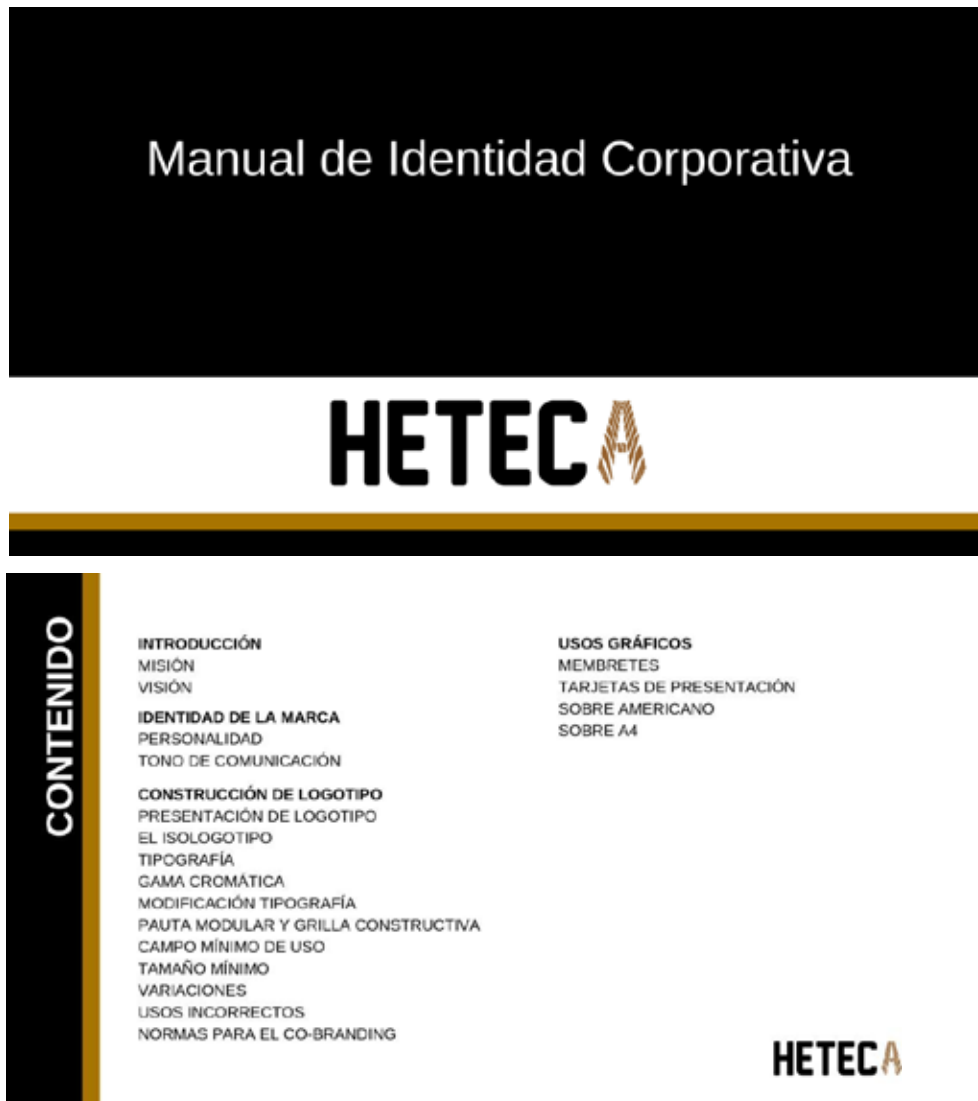 Manual de Identidad Corporativa
HETECA
CONTENIDO
INTRODUCCIÓN
MISIÓN
VISIÓN
IDENTIDAD DE LA MARCA
PERSONALIDAD
TONO DE COMUNICACIÓN
CONSTRUCCIÓN DE LOGOTIPO
PRESENTACIÓN DE LOGOTIPO
EL ISOLOGOTIPO
TIPOGRAFÍA
GAMA CROMÁTICA
MODIFICACIÓN TIPOGRAFÍA
PAUTA MODULAR Y GRILLA CONSTRUCTIVA
CAMPO MÍNIMO DE USO
TAMAÑO MÍNIMO
VARIACIONES
USOS INCORRECTOS
NORMAS PARA EL CO-BRANDING
USOS GRÁFICOS
MEMBRETES
TARJETAS DE PRESENTACIÓN
SOBRE AMERICANO
SOBRE A4
HETECA